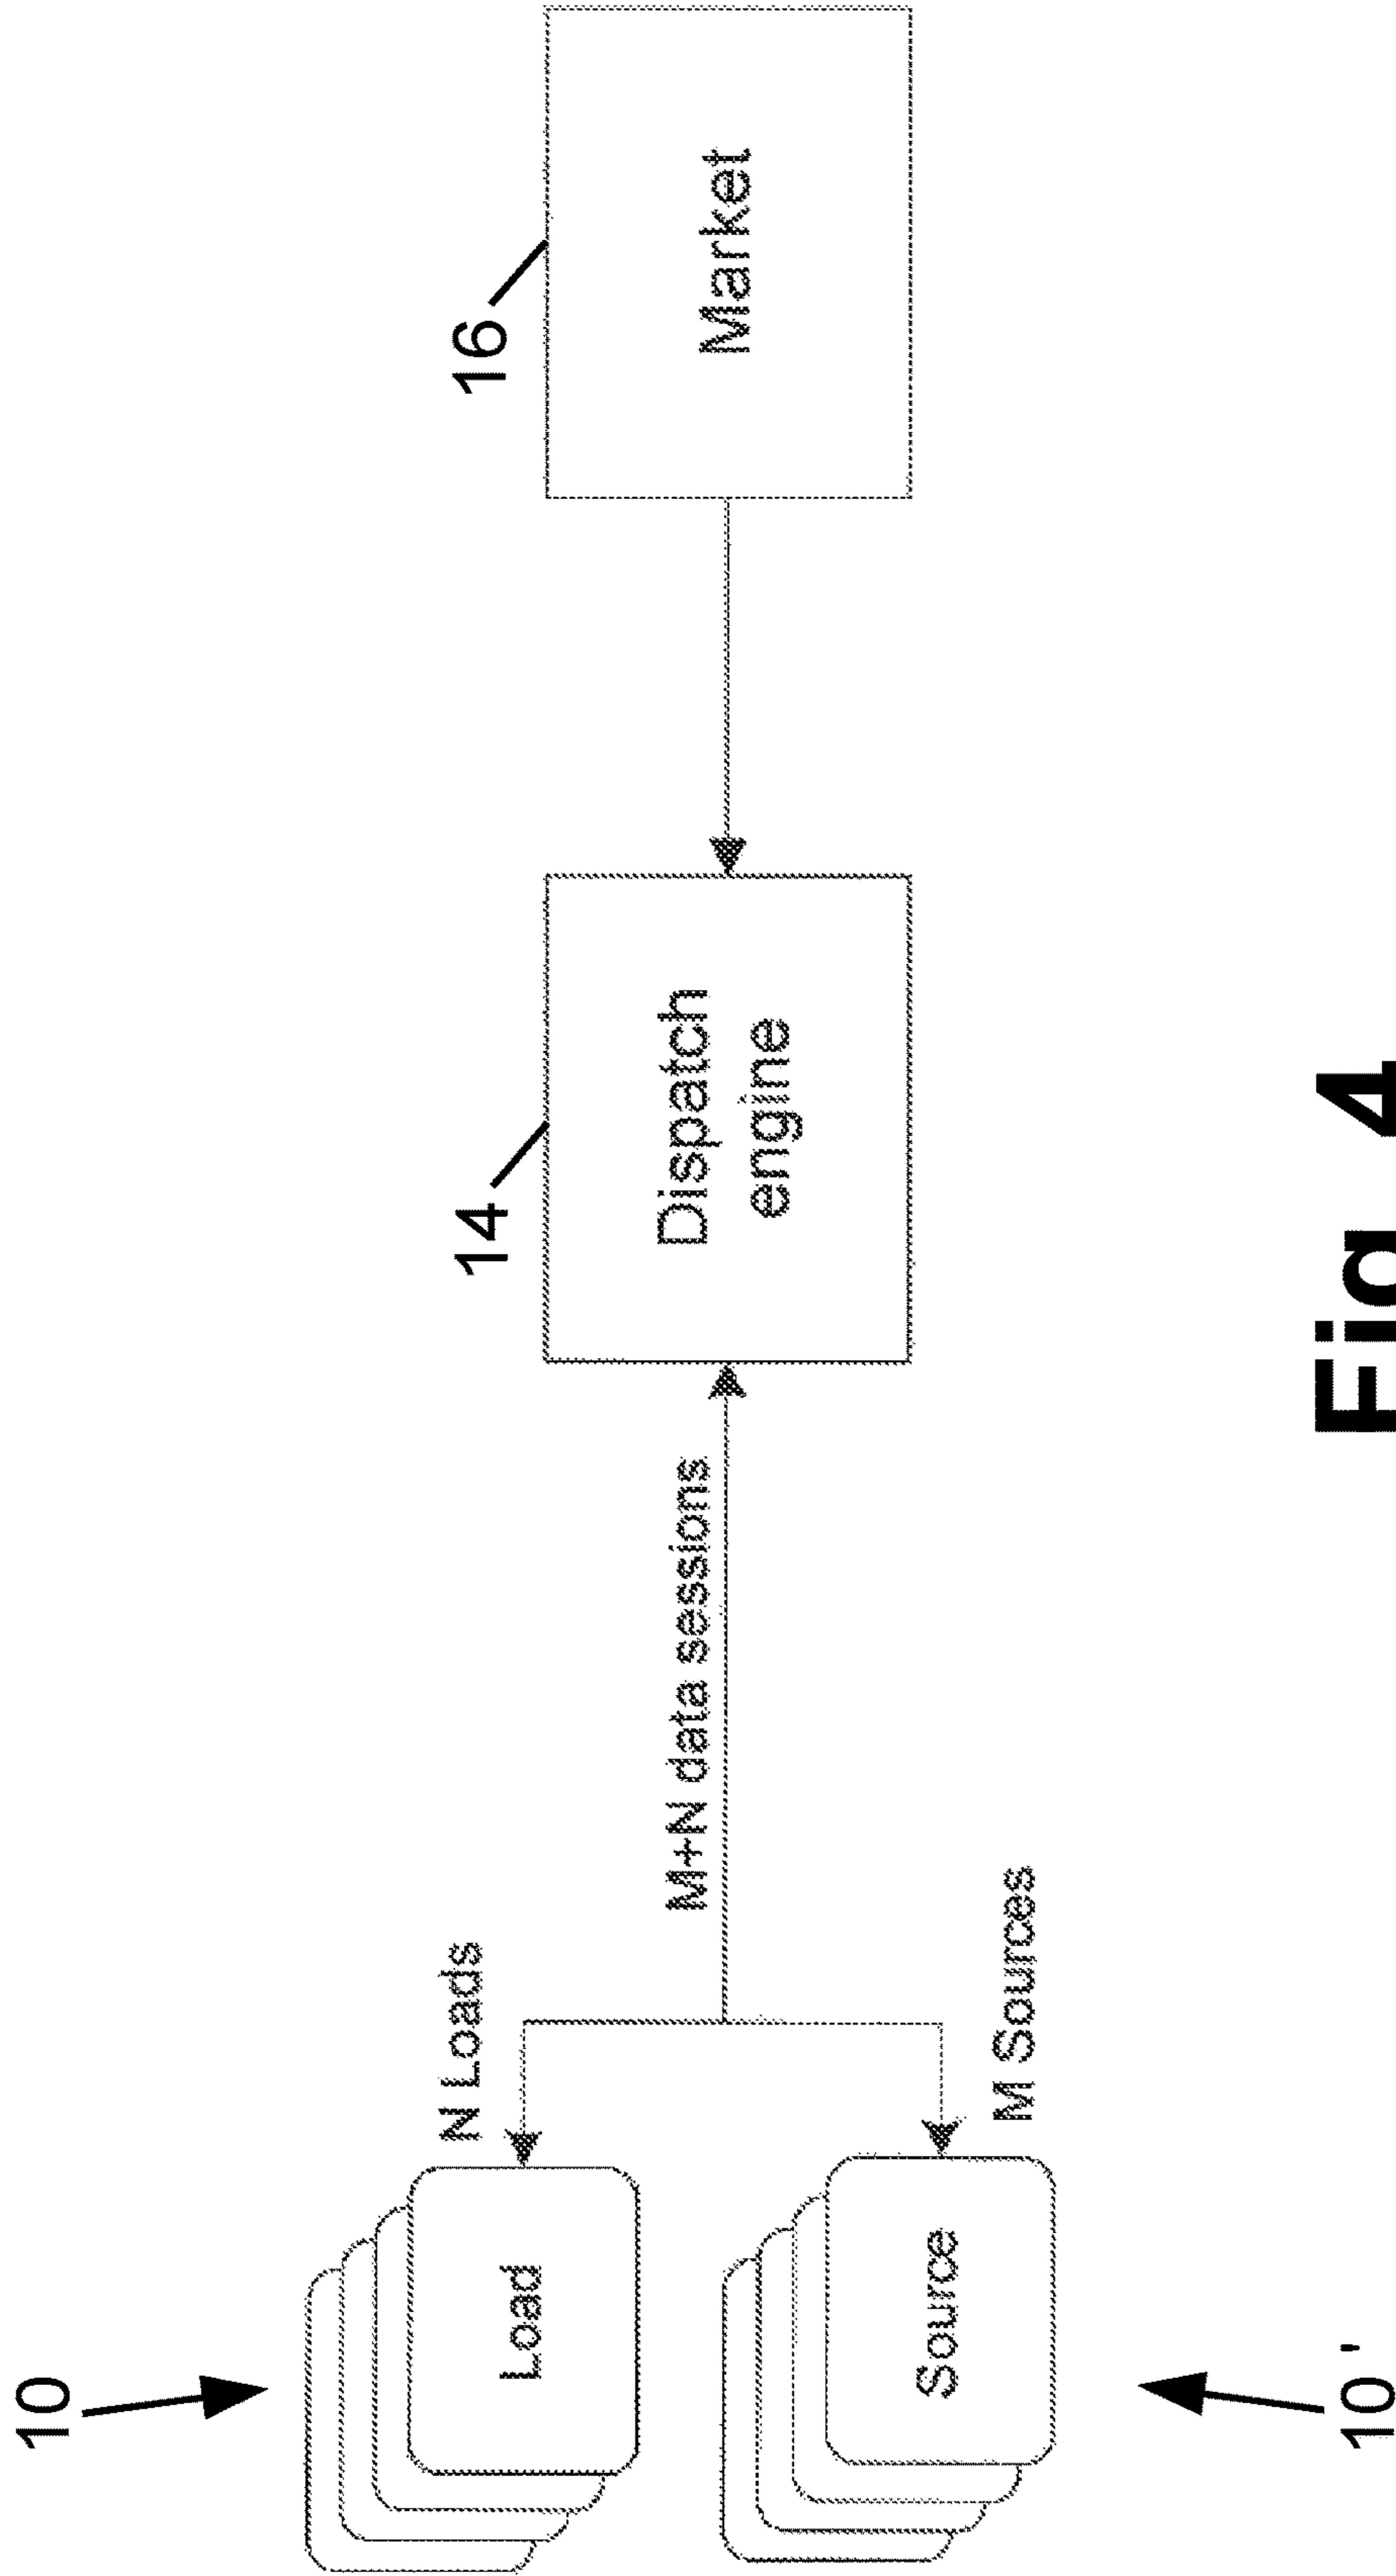 10
Load
N Loads
M+N data sessions
14
Dispatch
engine
16
Market
Source
M Sources
10 '
Fig 4